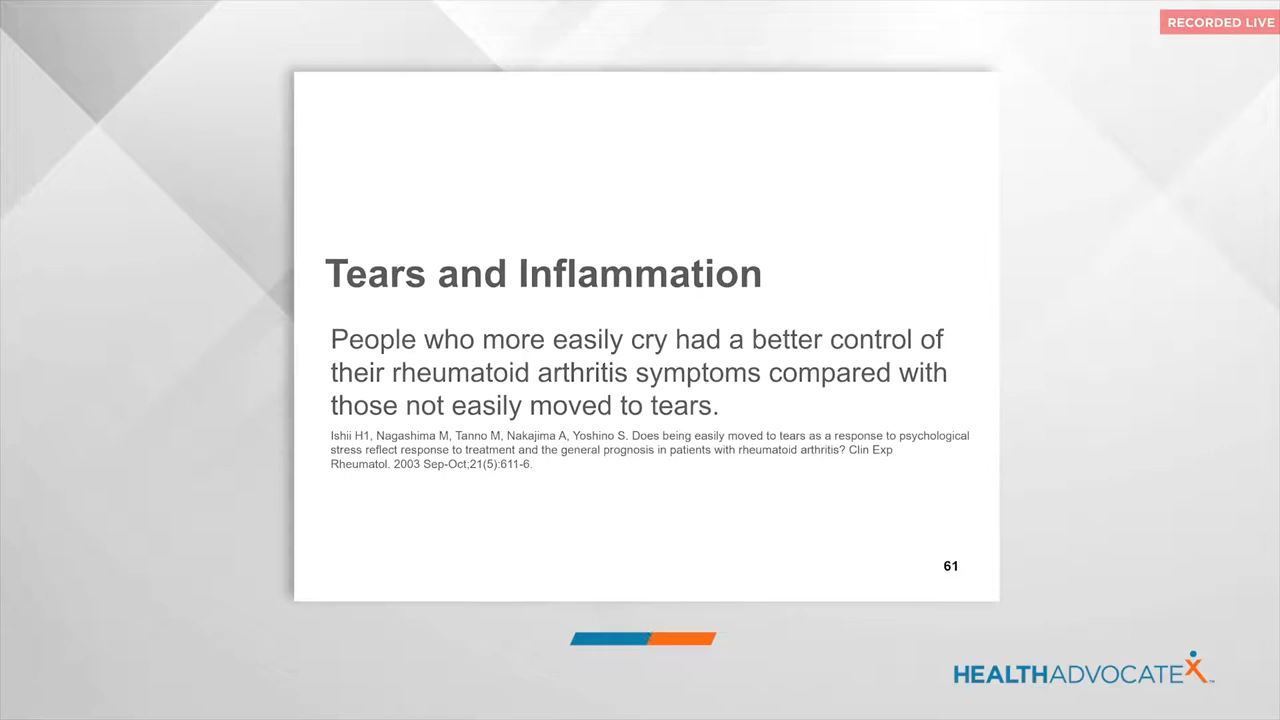 RECORDED LIVE
Tears and Inflammation
People who more easily cry had a better control of
their rheumatoid arthritis symptoms compared with
those not easily moved to tears.
Ishii H1, Nagashima M, Tanno M, Nakajima A, Yoshino S. Does being easily moved to tears as a response to psychological
stress reflect response to treatment and the general prognosis in patients with rheumatoid arthritis? Clin Exp
Rheumatol. 2003 Sep-Oct;21(5):611-6.
61
HEALTHADVOCATEX™